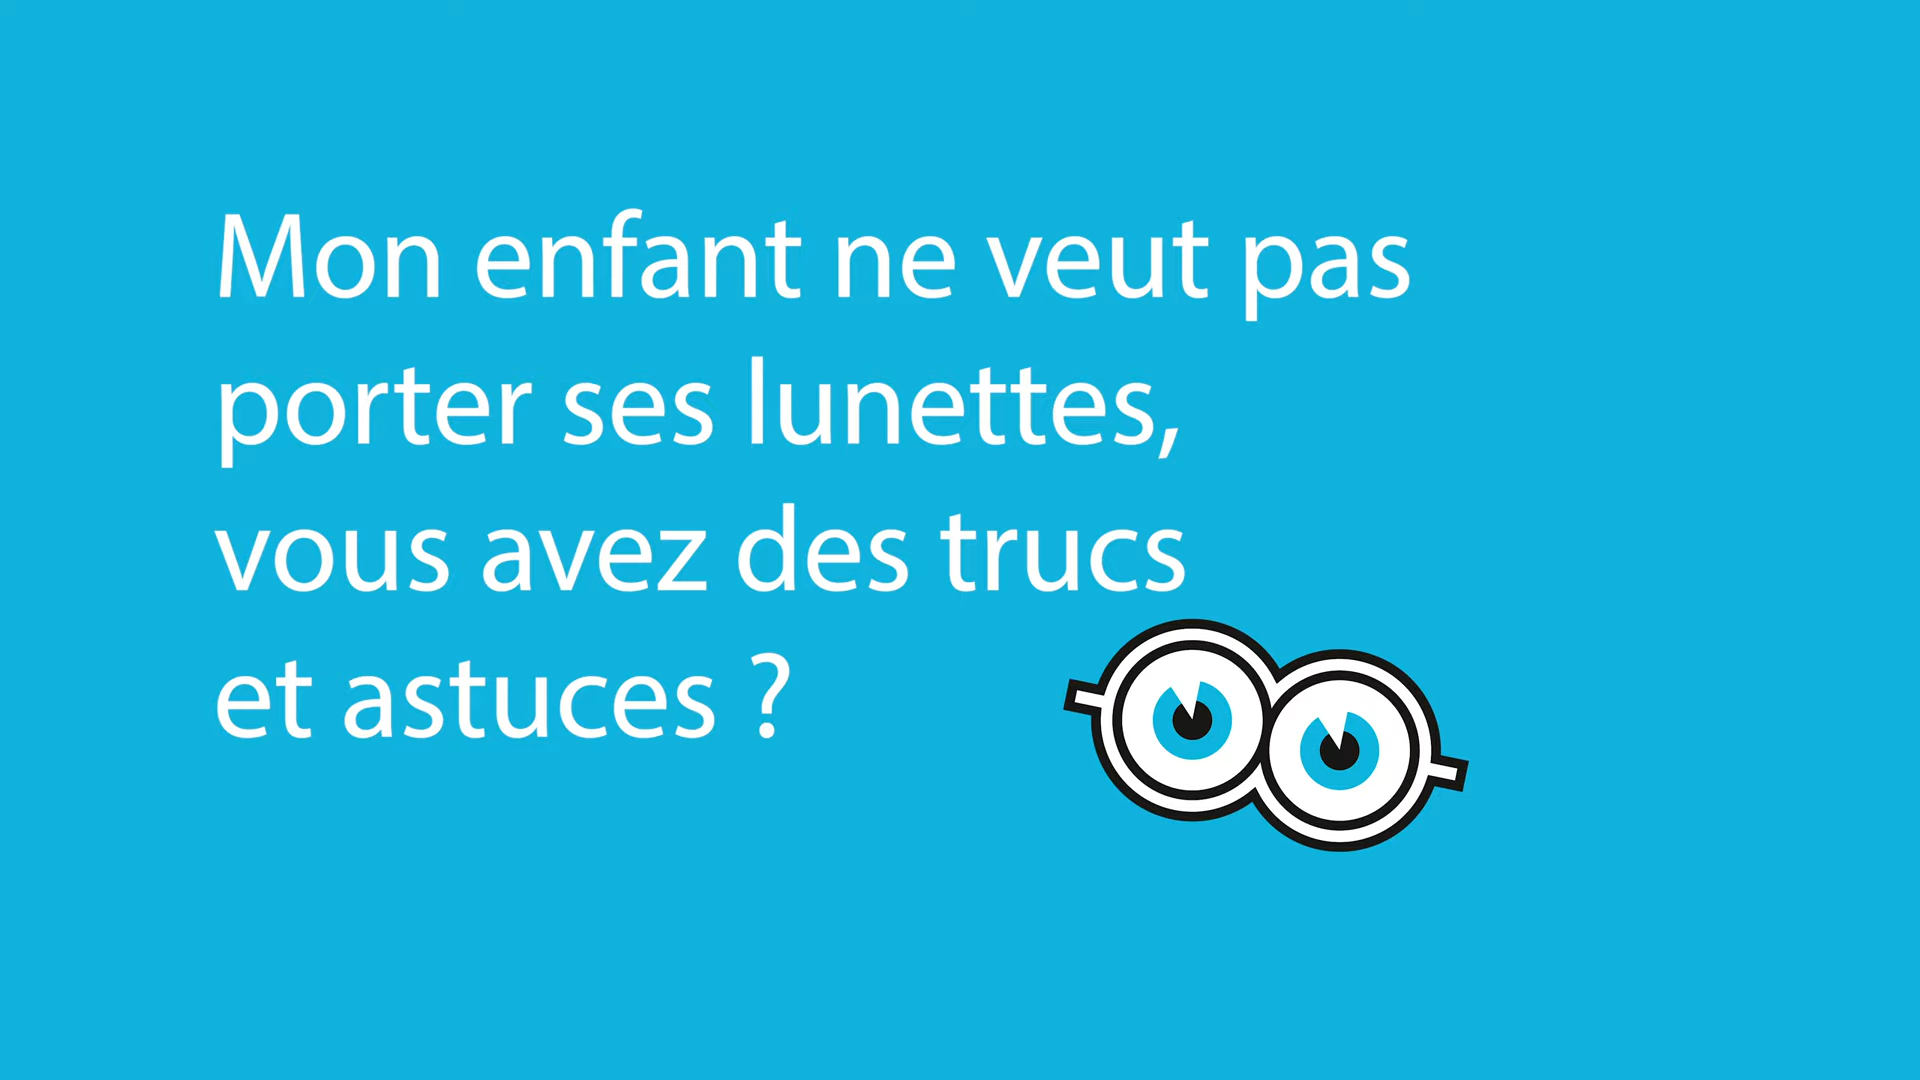 Mon enfant ne veut pas
porter ses lunettes,
vous avez des trucs
et astuces ?